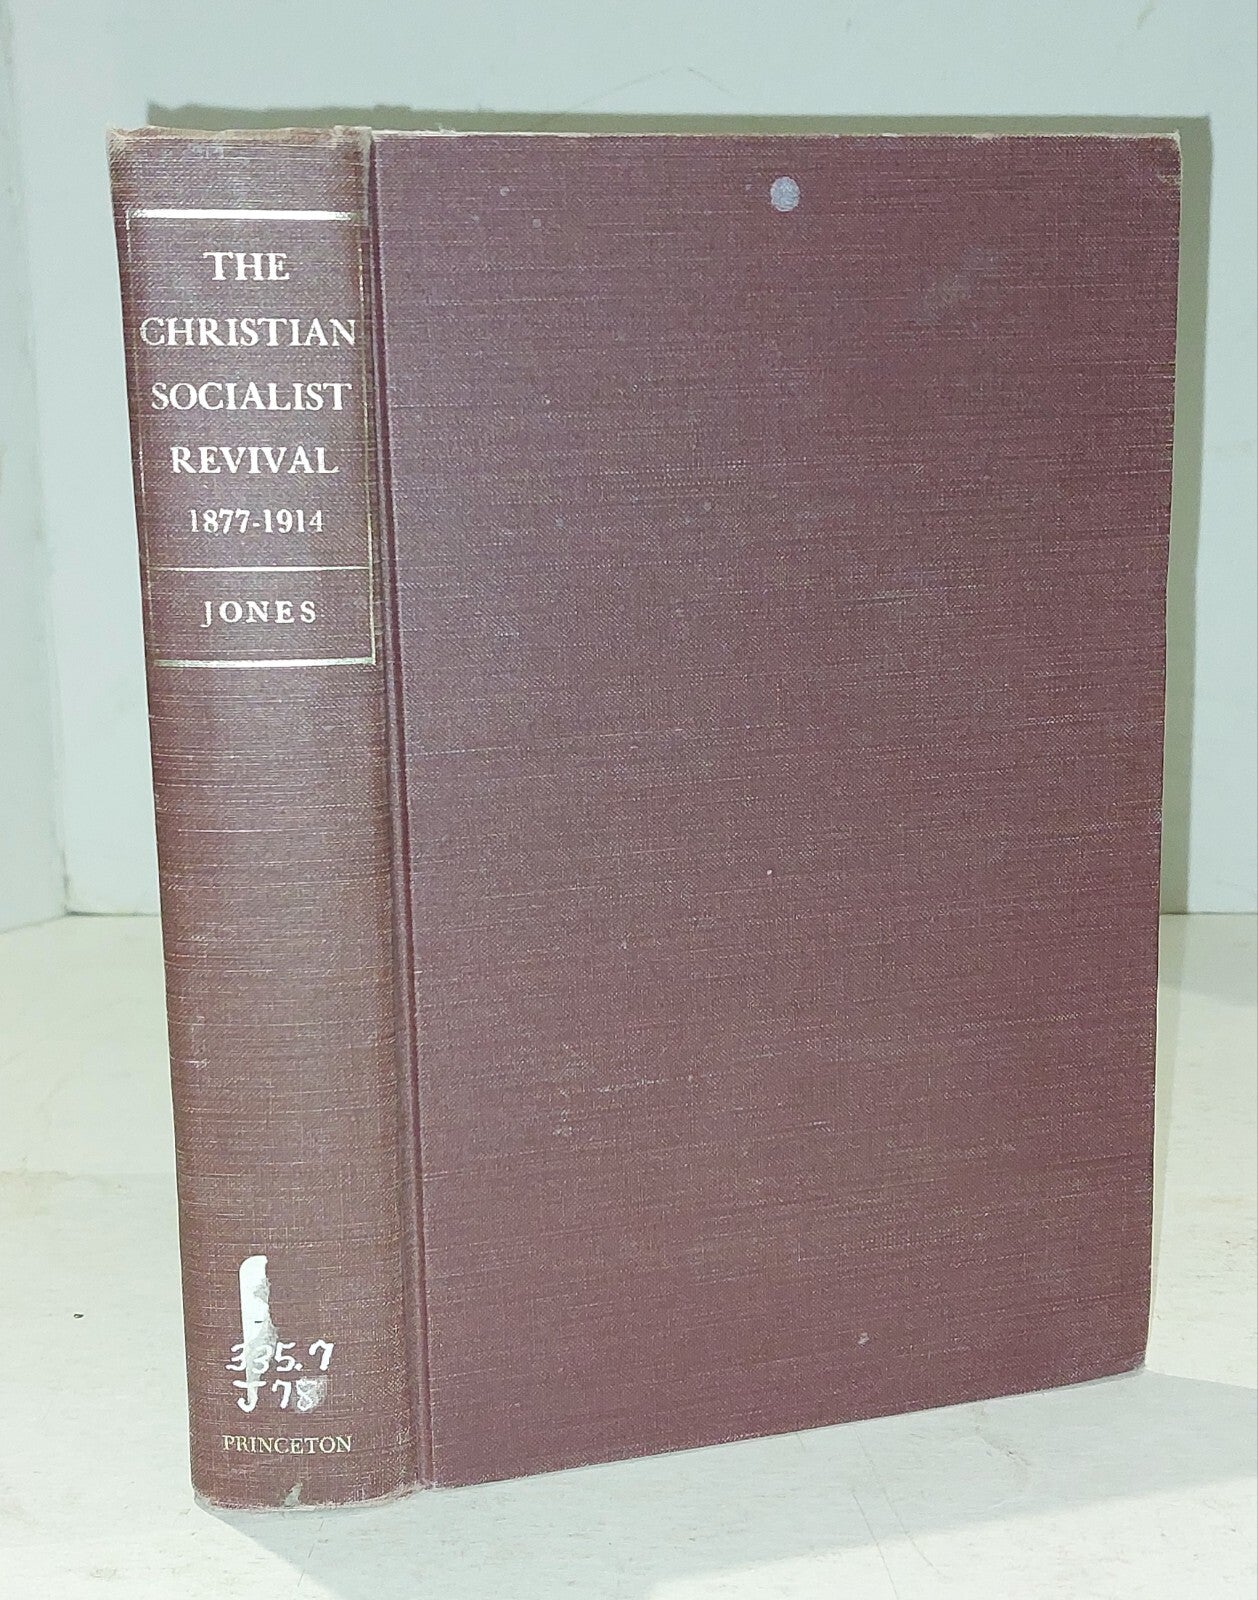 THE
CHRISTIAN
SOCIALIST
REVIVAL
1877-1914
JONES
335.7
J78
PRINCETON